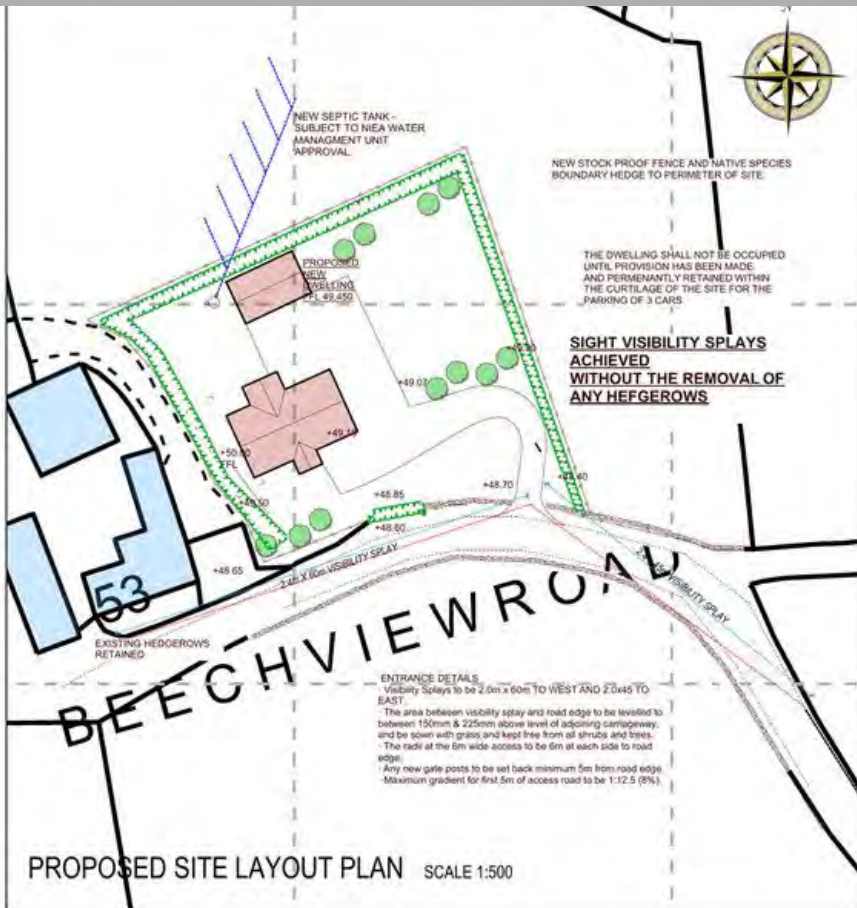 NEW SEPTIC TANK -
SUBJECT TO NIEA WATER
MANAGMENT UNIT
APPROVAL.
NEW STOCK PROOF FENCE AND NATIVE SPECIES
BOUNDARY HEDGE TO PERIMETER OF SITE.
PROPOSED
NEW
DWELLING
FFL 49.450
THE DWELLING SHALL NOT BE OCCUPIED
UNTIL PROVISION HAS BEEN MADE
AND PERMENANTLY RETAINED WITHIN
THE CURTILAGE OF THE SITE FOR THE
PARKING OF 3 CARS
SIGHT VISIBILITY SPLAYS
ACHIEVED
WITHOUT THE REMOVAL OF
ANY HEFGEROWS
+49.07
+50.00
FFL
+48.85
+48.70
+48.60
+48.65
2.4m X 60m VISIBILITY SPLAY
VISIBILITY SPLAY
53
EXISTING HEDGEROWS
RETAINED
BEECHVIEWROAD
ENTRANCE DETAILS
· Visibility Splays to be 2.0m x 60m TO WEST AND 2.0x45 TO
EAST
· The area between visibility splay and road edge to be levelled to
between 150mm & 225mm above level of adjoining carriageway,
and be sown with grass and kept free from all shrubs and trees.
· The radii at the 6m wide access to be 6m at each side to road
edge.
· Any new gate posts to be set back minimum 5m from road edge.
· Maximum gradient for first 5m of access road to be 1:12.5 (8%).
PROPOSED SITE LAYOUT PLAN SCALE 1:500